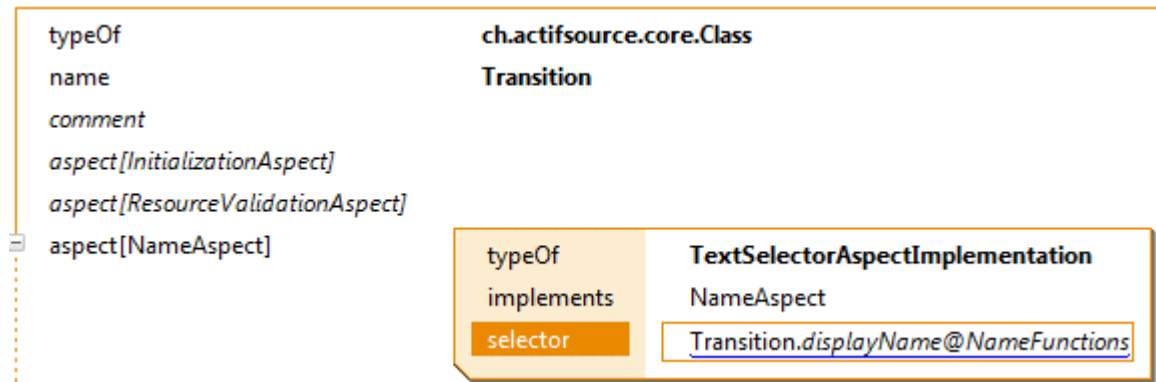 typeOf ch.actifsource.core.Class
name Transition
comment
aspect[InitializationAspect]
aspect[ResourceValidationAspect]
aspect[NameAspect]
typeOf TextSelectorAspectImplementation
implements NameAspect
selector Transition.displayName@NameFunctions